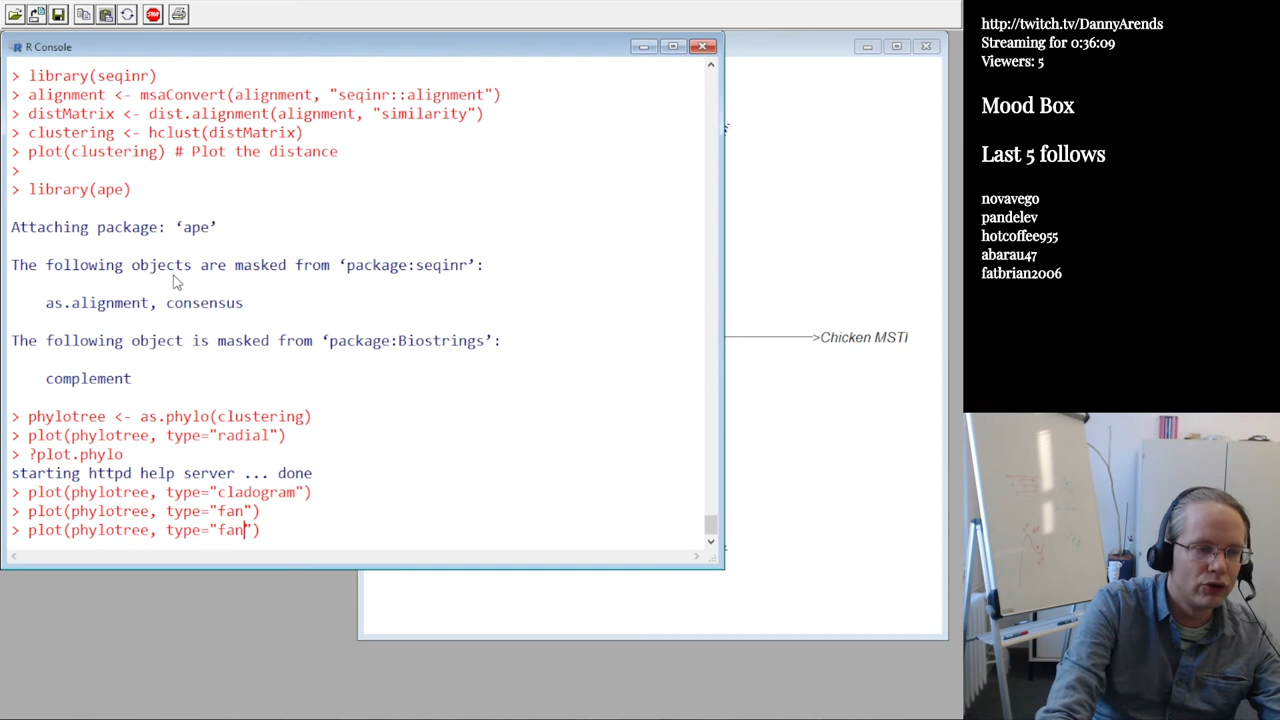 R Console
> library(seqinr)
> alignment <- msaConvert(alignment, "seqinr::alignment")
> distMatrix <- dist.alignment(alignment, "similarity")
> clustering <- hclust(distMatrix)
> plot(clustering) # Plot the distance
>
> library(ape)
Attaching package: ‘ape’
The following objects are masked from ‘package:seqinr’:
as.alignment, consensus
The following object is masked from ‘package:Biostrings’:
complement
> phylotree <- as.phylo(clustering)
> plot(phylotree, type="radial")
> ?plot.phylo
starting httpd help server ... done
> plot(phylotree, type="cladogram")
> plot(phylotree, type="fan")
> plot(phylotree, type="fan")
>Chicken MSTI
http://twitch.tv/DannyArends
Streaming for 0:36:09
Viewers: 5
Mood Box
Last 5 follows
novavego
pandelev
hotcoffee955
abarau47
fatbrian2006
STOP